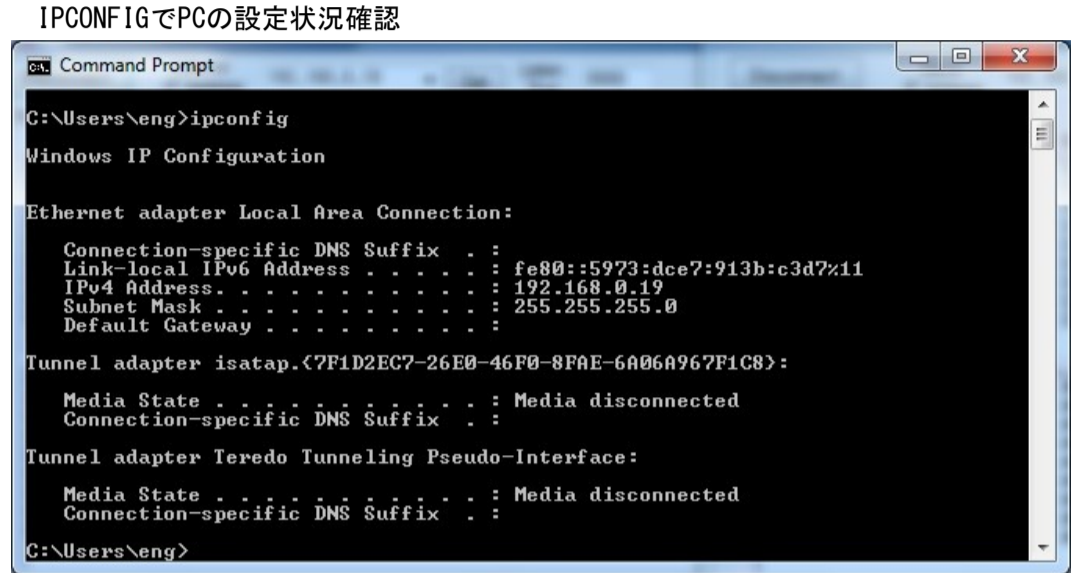 IPCONFIGでPCの設定状況確認
Command Prompt
C:\Users\eng>ipconfig
Windows IP Configuration
Ethernet adapter Local Area Connection:
Connection-specific DNS Suffix . :
Link-local IPv6 Address . . . . . : fe80::5973:dce7:913b:c3d7%11
IPv4 Address. . . . . . . . . . . : 192.168.0.19
Subnet Mask . . . . . . . . . . . : 255.255.255.0
Default Gateway . . . . . . . . . :
Tunnel adapter isatap.{7F1D2EC7-26E0-46F0-8FAE-6A06A967F1C8}:
Media State . . . . . . . . . . . : Media disconnected
Connection-specific DNS Suffix . :
Tunnel adapter Teredo Tunneling Pseudo-Interface:
Media State . . . . . . . . . . . : Media disconnected
Connection-specific DNS Suffix . :
C:\Users\eng>